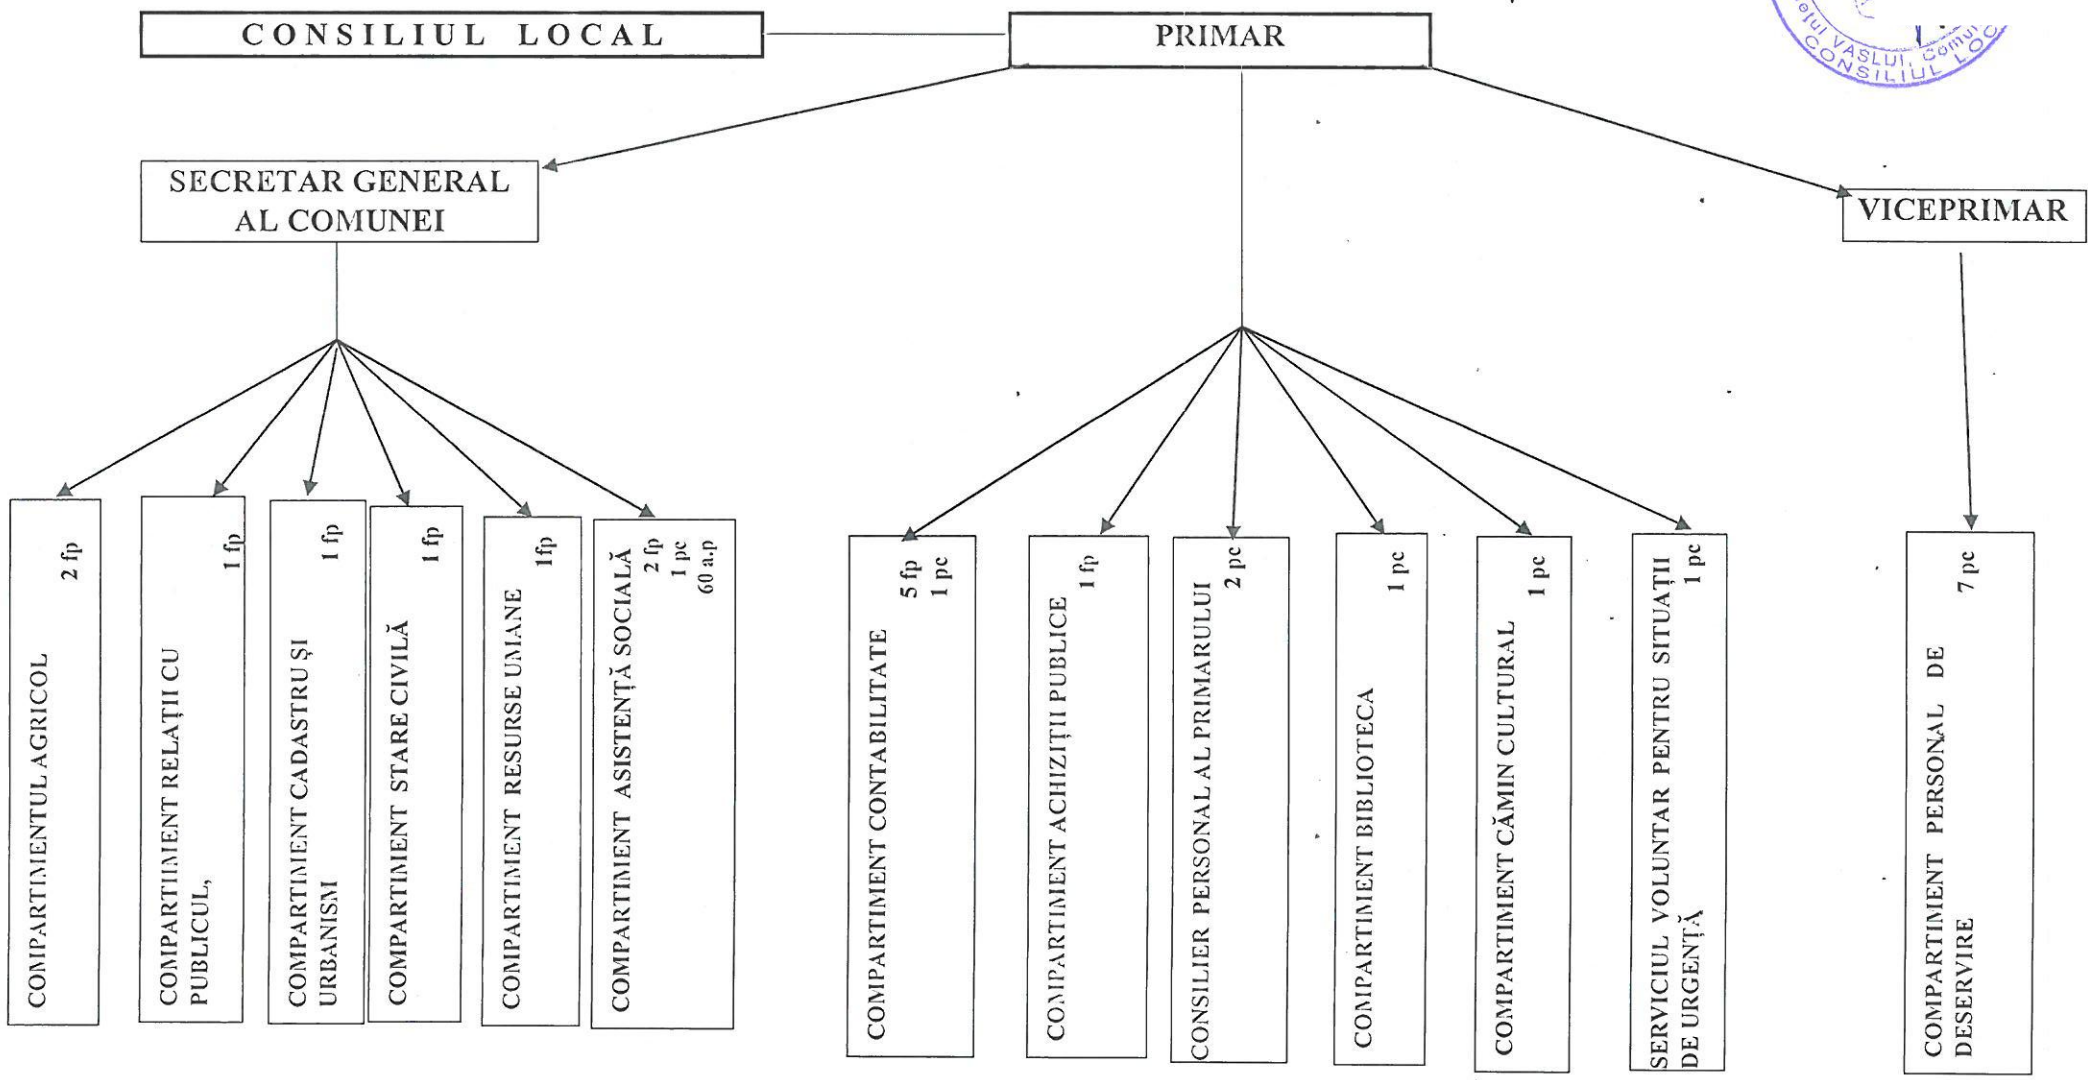 CONSILIUL LOCAL
PRIMAR
VASLUI, Comu
CONSILIUL LOC
SECRETAR GENERAL
AL COMUNEI
VICEPRIMAR
COMPARTIMENTUL AGRICOL
2 fp
COMPARTIMENT RELAȚII CU
PUBLICUL,
1 fp
COMPARTIMENT CADASTRU ȘI
URBANISM
1 fp
COMPARTIMENT STARE CIVILĂ
1 fp
COMPARTIMENT RESURSE UMANE
1fp
COMPARTIMENT ASISTENȚĂ SOCIALĂ
2 fp
1 pc
60 a.p
COMPARTIMENT CONTABILITATE
5 fp
1 pc
COMPARTIMENT ACHIZIȚII PUBLICE
1 fp
CONSILIER PERSONAL AL PRIMARULUI
2 pc
COMPARTIMENT BIBLIOTECA
1 pc
COMPARTIMENT CĂMIN CULTURAL
1 pc
SERVICIUL VOLUNTAR PENTRU SITUAȚII
DE URGENȚĂ
1 pc
COMPARTIMENT PERSONAL DE
DESERVIRE
7 pc